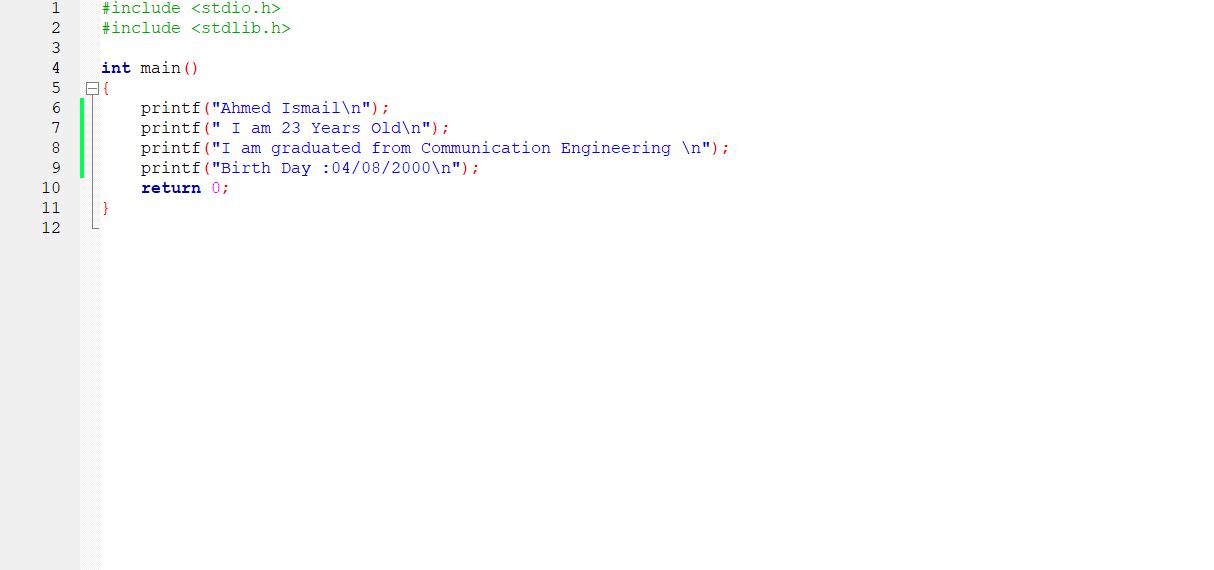 1 #include <stdio.h>
2 #include <stdlib.h>
3
4 int main()
5 {
6     printf("Ahmed Ismail\n");
7     printf(" I am 23 Years Old\n");
8     printf("I am graduated from Communication Engineering \n");
9     printf("Birth Day :04/08/2000\n");
10     return 0;
11 }
12